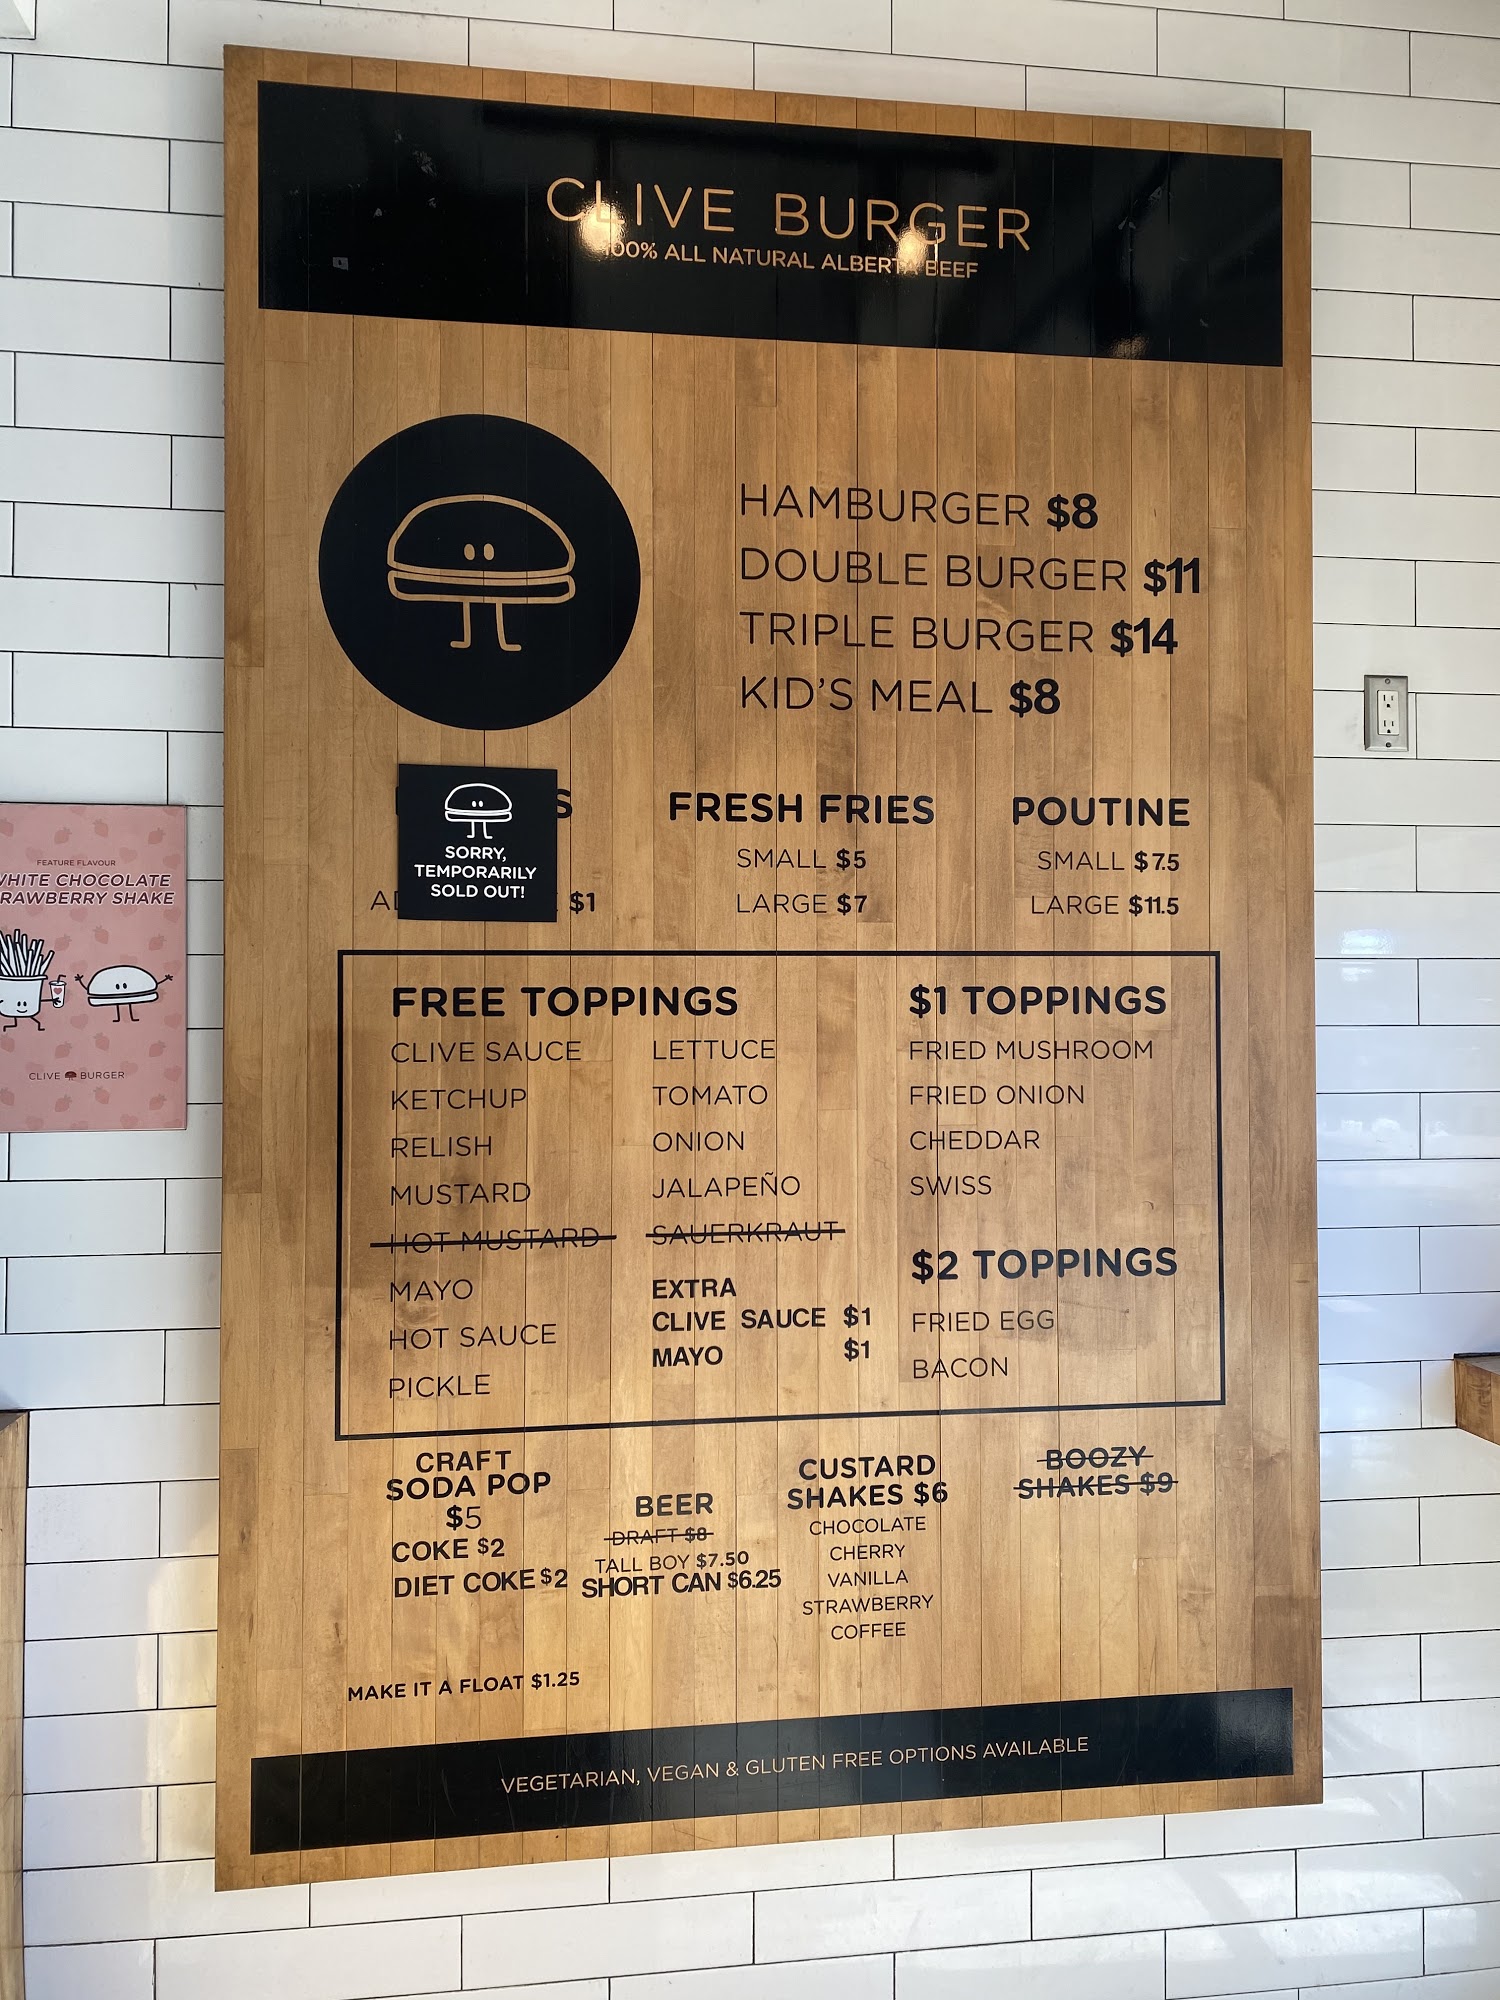 CLIVE BURGER
100% ALL NATURAL ALBERTA BEEF
HAMBURGER $8
DOUBLE BURGER $11
TRIPLE BURGER $14
KID'S MEAL $8
SORRY,
TEMPORARILY
SOLD OUT!
$1
FRESH FRIES
SMALL $5
LARGE $7
POUTINE
SMALL $7.5
LARGE $11.5
FREE TOPPINGS
CLIVE SAUCE
KETCHUP
RELISH
MUSTARD
HOT MUSTARD
MAYO
HOT SAUCE
PICKLE
LETTUCE
TOMATO
ONION
JALAPEÑO
SAUERKRAUT
EXTRA
CLIVE SAUCE $1
MAYO $1
$1 TOPPINGS
FRIED MUSHROOM
FRIED ONION
CHEDDAR
SWISS
$2 TOPPINGS
FRIED EGG
BACON
CRAFT
SODA POP
$5
COKE $2
DIET COKE $2
BEER
DRAFT $8
TALL BOY $7.50
SHORT CAN $6.25
CUSTARD
SHAKES $6
CHOCOLATE
CHERRY
VANILLA
STRAWBERRY
COFFEE
BOOZY
SHAKES $9
MAKE IT A FLOAT $1.25
VEGETARIAN, VEGAN & GLUTEN FREE OPTIONS AVAILABLE
FEATURE FLAVOUR
CHOCOLATE
SHAKE
CLIVE BURGER